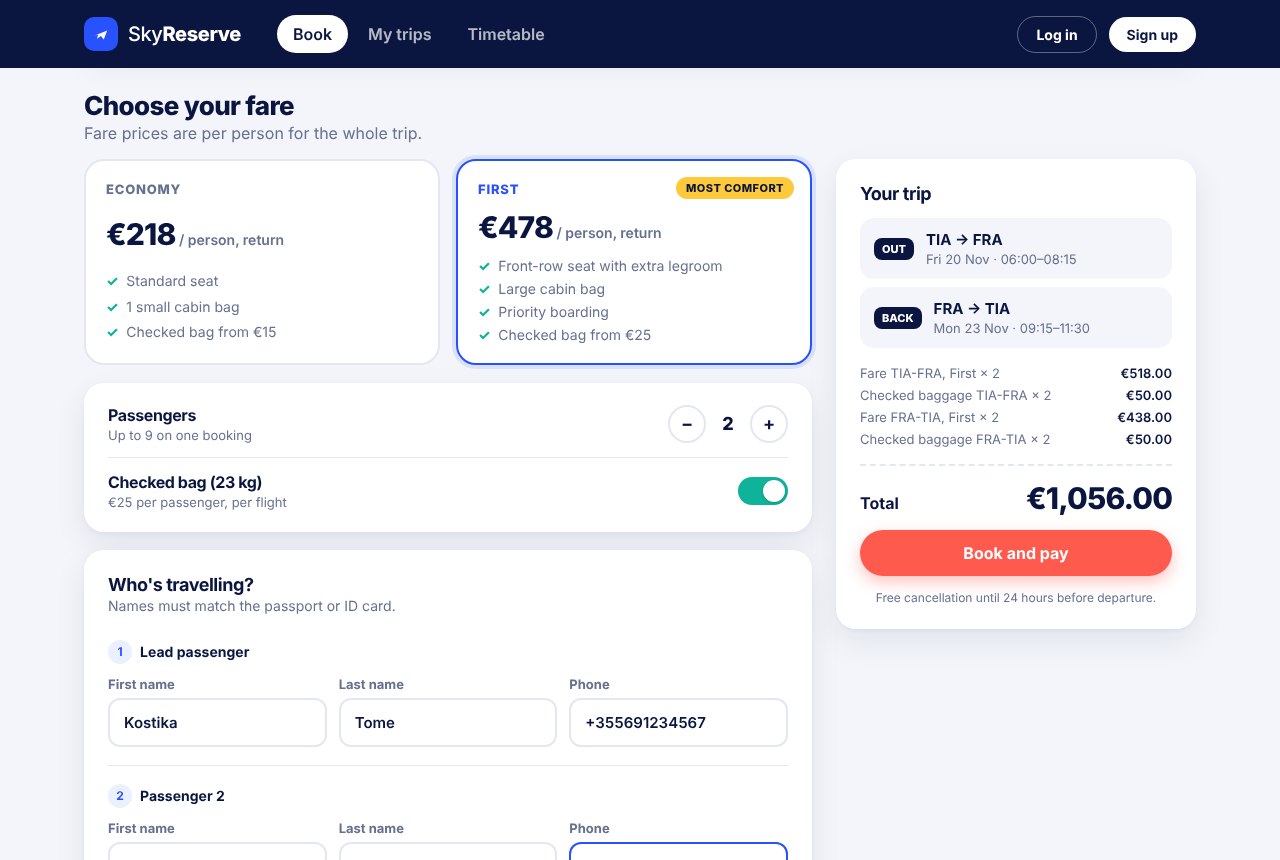 SkyReserve
Book
My trips
Timetable
Log in
Sign up
Choose your fare
Fare prices are per person for the whole trip.
ECONOMY
€218 / person, return
Standard seat
1 small cabin bag
Checked bag from €15
FIRST
MOST COMFORT
€478 / person, return
Front-row seat with extra legroom
Large cabin bag
Priority boarding
Checked bag from €25
Passengers
Up to 9 on one booking
− 2 +
Checked bag (23 kg)
€25 per passenger, per flight
Who's travelling?
Names must match the passport or ID card.
1 Lead passenger
First name Last name Phone
Kostika Tome +355691234567
2 Passenger 2
First name Last name Phone
Your trip
OUT
TIA → FRA
Fri 20 Nov · 06:00–08:15
BACK
FRA → TIA
Mon 23 Nov · 09:15–11:30
Fare TIA-FRA, First × 2 €518.00
Checked baggage TIA-FRA × 2 €50.00
Fare FRA-TIA, First × 2 €438.00
Checked baggage FRA-TIA × 2 €50.00
Total €1,056.00
Book and pay
Free cancellation until 24 hours before departure.